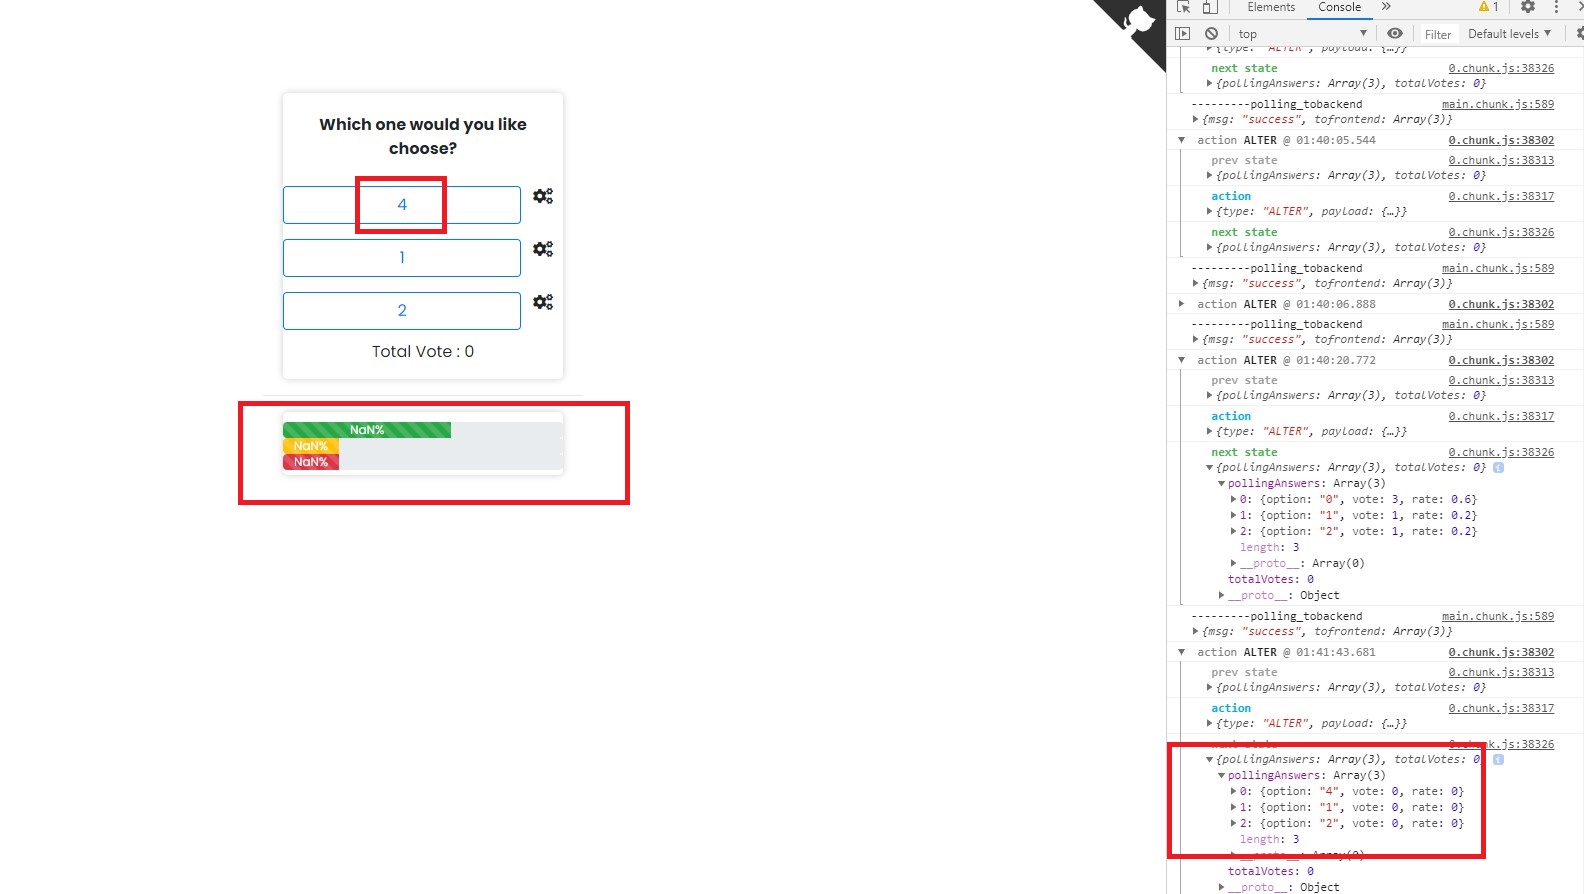 Which one would you like
choose?
4
1
2
Total Vote : 0
NaN%
NaN%
NaN%
Elements Console » 1
top Filter Default levels ▼
{type: "ALTER", payload: {…}}
next state 0.chunk.js:38326
{pollingAnswers: Array(3), totalVotes: 0}
---------polling_tobackend main.chunk.js:589
{msg: "success", tofrontend: Array(3)}
action ALTER @ 01:40:05.544 0.chunk.js:38302
prev state 0.chunk.js:38313
{pollingAnswers: Array(3), totalVotes: 0}
action 0.chunk.js:38317
{type: "ALTER", payload: {…}}
next state 0.chunk.js:38326
{pollingAnswers: Array(3), totalVotes: 0}
---------polling_tobackend main.chunk.js:589
{msg: "success", tofrontend: Array(3)}
action ALTER @ 01:40:06.888 0.chunk.js:38302
---------polling_tobackend main.chunk.js:589
{msg: "success", tofrontend: Array(3)}
action ALTER @ 01:40:20.772 0.chunk.js:38302
prev state 0.chunk.js:38313
{pollingAnswers: Array(3), totalVotes: 0}
action 0.chunk.js:38317
{type: "ALTER", payload: {…}}
next state 0.chunk.js:38326
{pollingAnswers: Array(3), totalVotes: 0} i
pollingAnswers: Array(3)
0: {option: "0", vote: 3, rate: 0.6}
1: {option: "1", vote: 1, rate: 0.2}
2: {option: "2", vote: 1, rate: 0.2}
length: 3
__proto__: Array(0)
totalVotes: 0
__proto__: Object
---------polling_tobackend main.chunk.js:589
{msg: "success", tofrontend: Array(3)}
action ALTER @ 01:41:43.681 0.chunk.js:38302
prev state 0.chunk.js:38313
{pollingAnswers: Array(3), totalVotes: 0}
action 0.chunk.js:38317
{type: "ALTER", payload: {…}}
next state 0.chunk.js:38326
{pollingAnswers: Array(3), totalVotes: 0} i
pollingAnswers: Array(3)
0: {option: "4", vote: 0, rate: 0}
1: {option: "1", vote: 0, rate: 0}
2: {option: "2", vote: 0, rate: 0}
length: 3
__proto__: Array(0)
totalVotes: 0
__proto__: Object